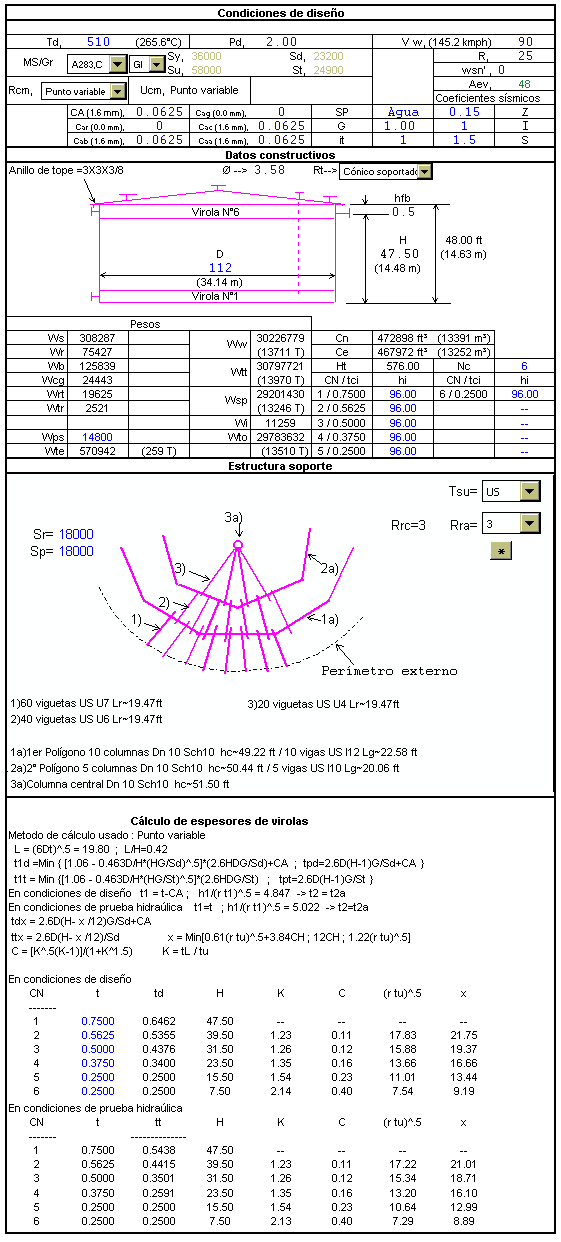 Condiciones de diseño
Td, 510 (265.6°C) Pd, 2.00 V w, (145.2 kmph) 90
MS/Gr A283,C GI Sy, 36000 Sd, 23200 R, 25
Su, 58000 St, 24900 wsn', 0
Rcm, Punto variable Ucm, Punto variable Aev, 48
Coeficientes sísmicos
CA (1.6 mm), 0.0625 Cag (0.0 mm), 0 SP Agua 0.15 Z
Car (0.0 mm) 0 Cac (1.6 mm), 0.0625 G 1.00 1 I
Cab (1.6 mm) 0.0625 Caa (1.6 mm) 0.0625 it 1 1.5 S
Datos constructivos
Anillo de tope =3X3X3/8 Ø --> 3.58 Rt--> Cónico soportado
hfb
Virola N°6 0.5
D H 48.00 ft
112 47.50 (14.63 m)
(34.14 m) (14.48 m)
Virola N°1
Pesos
Ws 308287 Ww 30226779 Cn 472898 ft³ (13391 m³)
Wr 75427 (13711 T) Ce 467972 ft³ (13252 m³)
Wb 125839 Wtt 30797721 Ht 576.00 Nc 6
Wcg 24443 (13970 T) CN / tci hi CN / tci hi
Wrt 19625 Wsp 29201430 1 / 0.7500 96.00 6 / 0.2500 96.00
Wtr 2521 (13246 T) 2 / 0.5625 96.00 --
Wi 11259 3 / 0.5000 96.00 --
Wps 14800 Wto 29783632 4 / 0.3750 96.00 --
Wte 570942 (259 T) (13510 T) 5 / 0.2500 96.00 --
Estructura soporte
Tsu= US
Sr= 18000 3a) Rrc=3 Rra= 3
Sp= 18000 *
3) 2a)
2)
1) 1a)
Perímetro externo
1)60 viguetas US U7 Lr~19.47ft 3)20 viguetas US U4 Lr~19.47ft
2)40 viguetas US U6 Lr~19.47ft
1a)1er Polígono 10 columnas Dn 10 Sch10 hc~49.22 ft / 10 vigas US I12 Lg~22.58 ft
2a)2° Polígono 5 columnas Dn 10 Sch10 hc~50.44 ft / 5 vigas US I10 Lg~20.06 ft
3a)Columna central Dn 10 Sch10 hc~51.50 ft
Cálculo de espesores de virolas
Metodo de cálculo usado : Punto variable
L = (6Dt)^.5 = 19.80 ; L/H=0.42
t1d =Min { [1.06 - 0.463D/H*(HG/Sd)^.5]*(2.6HDG/Sd)+CA ; tpd=2.6D(H-1)G/Sd+CA }
t1t = Min {[1.06 - 0.463D/H*(HG/St)^.5]*(2.6HDG/St) ; tpt=2.6D(H-1)G/St }
En condiciones de diseño t1 = t-CA ; h1/(r t1)^.5 = 4.847 -> t2 = t2a
En condiciones de prueba hidraúlica t1=t ; h1/(r t1)^.5 = 5.022 -> t2=t2a
tdx = 2.6D(H- x /12)G/Sd+CA
ttx = 2.6D(H- x /12)/Sd x = Min[0.61(r tu)^.5+3.84CH ; 12CH ; 1.22(r tu)^.5]
C = [K^.5(K-1)]/(1+K^1.5) K = tL / tu
En condiciones de diseño
CN t td H K C (r tu)^.5 x
-------
1 0.7500 0.6462 47.50 -- -- -- --
2 0.5625 0.5355 39.50 1.23 0.11 17.83 21.75
3 0.5000 0.4376 31.50 1.26 0.12 15.88 19.37
4 0.3750 0.3400 23.50 1.35 0.16 13.66 16.66
5 0.2500 0.2500 15.50 1.54 0.23 11.01 13.44
6 0.2500 0.2500 7.50 2.14 0.40 7.54 9.19
En condiciones de prueba hidraúlica
CN t tt H K C (r tu)^.5 x
------- --------------
1 0.7500 0.5438 47.50 -- -- -- --
2 0.5625 0.4415 39.50 1.23 0.11 17.22 21.01
3 0.5000 0.3501 31.50 1.26 0.12 15.34 18.71
4 0.3750 0.2591 23.50 1.35 0.16 13.20 16.10
5 0.2500 0.2500 15.50 1.54 0.23 10.64 12.99
6 0.2500 0.2500 7.50 2.13 0.40 7.29 8.89